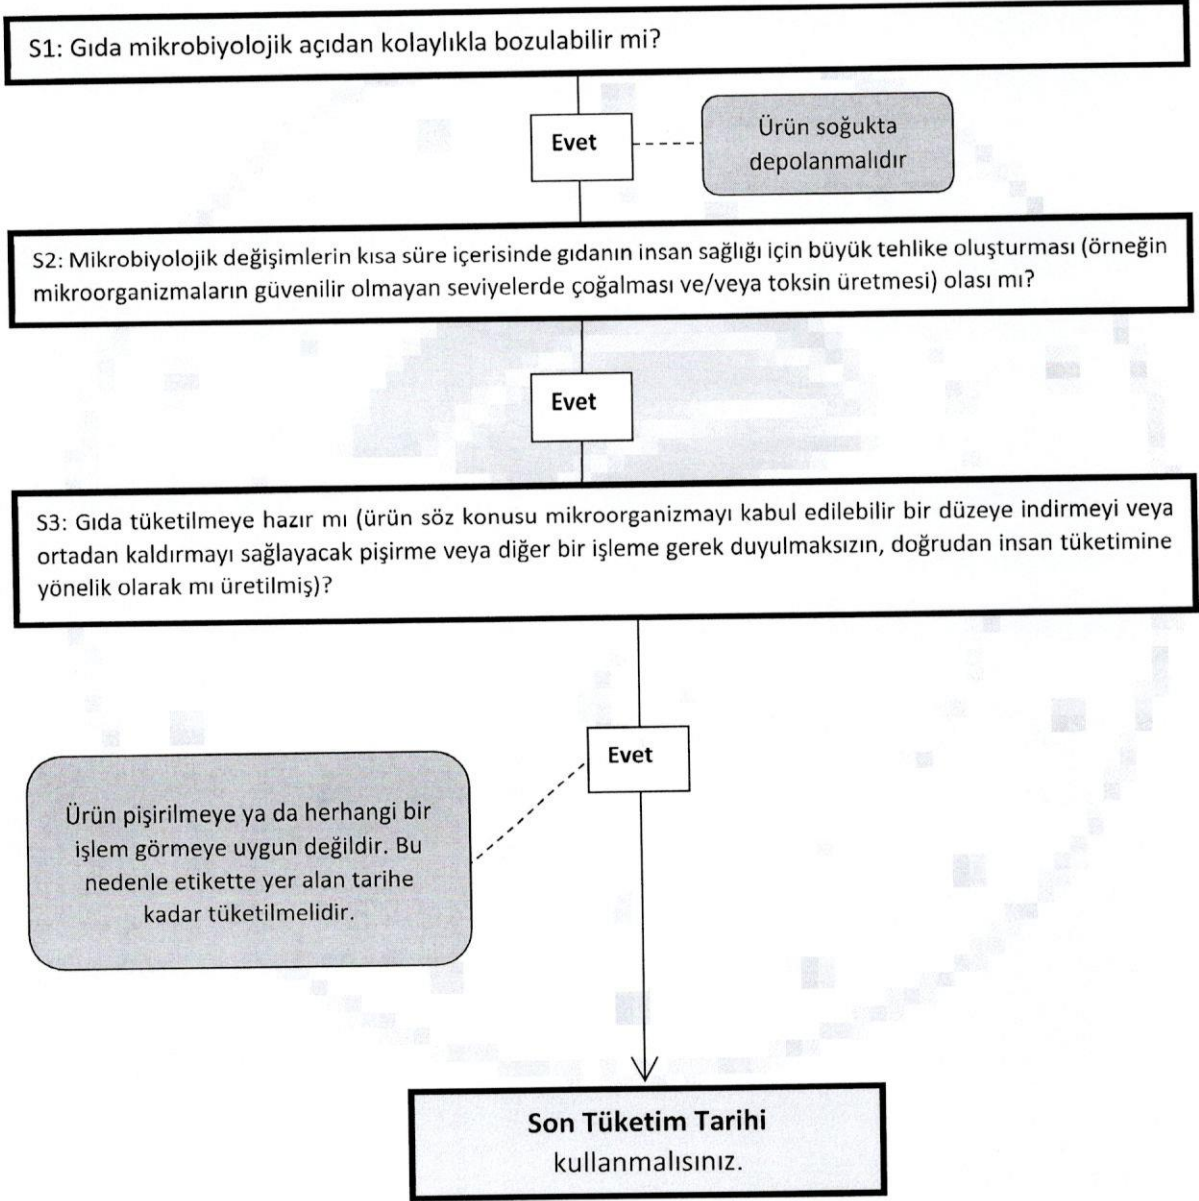 S1: Gıda mikrobiyolojik açıdan kolaylıkla bozulabilir mi?
Evet
Ürün soğukta
depolanmalıdır
S2: Mikrobiyolojik değişimlerin kısa süre içerisinde gıdanın insan sağlığı için büyük tehlike oluşturması (örneğin
mikroorganizmaların güvenilir olmayan seviyelerde çoğalması ve/veya toksin üretmesi) olası mı?
Evet
S3: Gıda tüketilmeye hazır mı (ürün söz konusu mikroorganizmayı kabul edilebilir bir düzeye indirmeyi veya
ortadan kaldırmayı sağlayacak pişirme veya diğer bir işleme gerek duyulmaksızın, doğrudan insan tüketimine
yönelik olarak mı üretilmiş)?
Evet
Ürün pişirilmeye ya da herhangi bir
işlem görmeye uygun değildir. Bu
nedenle etikette yer alan tarihe
kadar tüketilmelidir.
Son Tüketim Tarihi
kullanmalısınız.